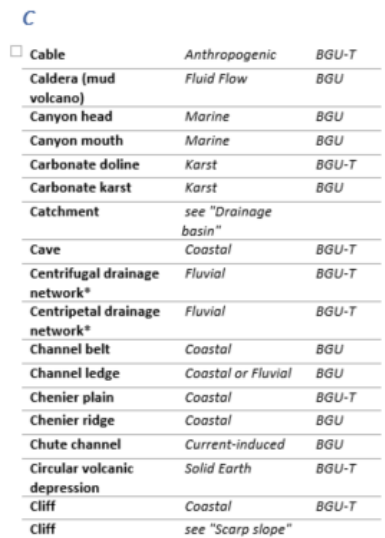 C
Cable Anthropogenic BGU-T
Caldera (mud Fluid Flow BGU
volcano)
Canyon head Marine BGU
Canyon mouth Marine BGU
Carbonate doline Karst BGU-T
Carbonate karst Karst BGU
Catchment see "Drainage
basin"
Cave Coastal BGU-T
Centrifugal drainage Fluvial BGU-T
network*
Centripetal drainage Fluvial BGU-T
network*
Channel belt Coastal BGU
Channel ledge Coastal or Fluvial BGU
Chenier plain Coastal BGU-T
Chenier ridge Coastal BGU
Chute channel Current-induced BGU
Circular volcanic Solid Earth BGU-T
depression
Cliff Coastal BGU-T
Cliff see "Scarp slope"